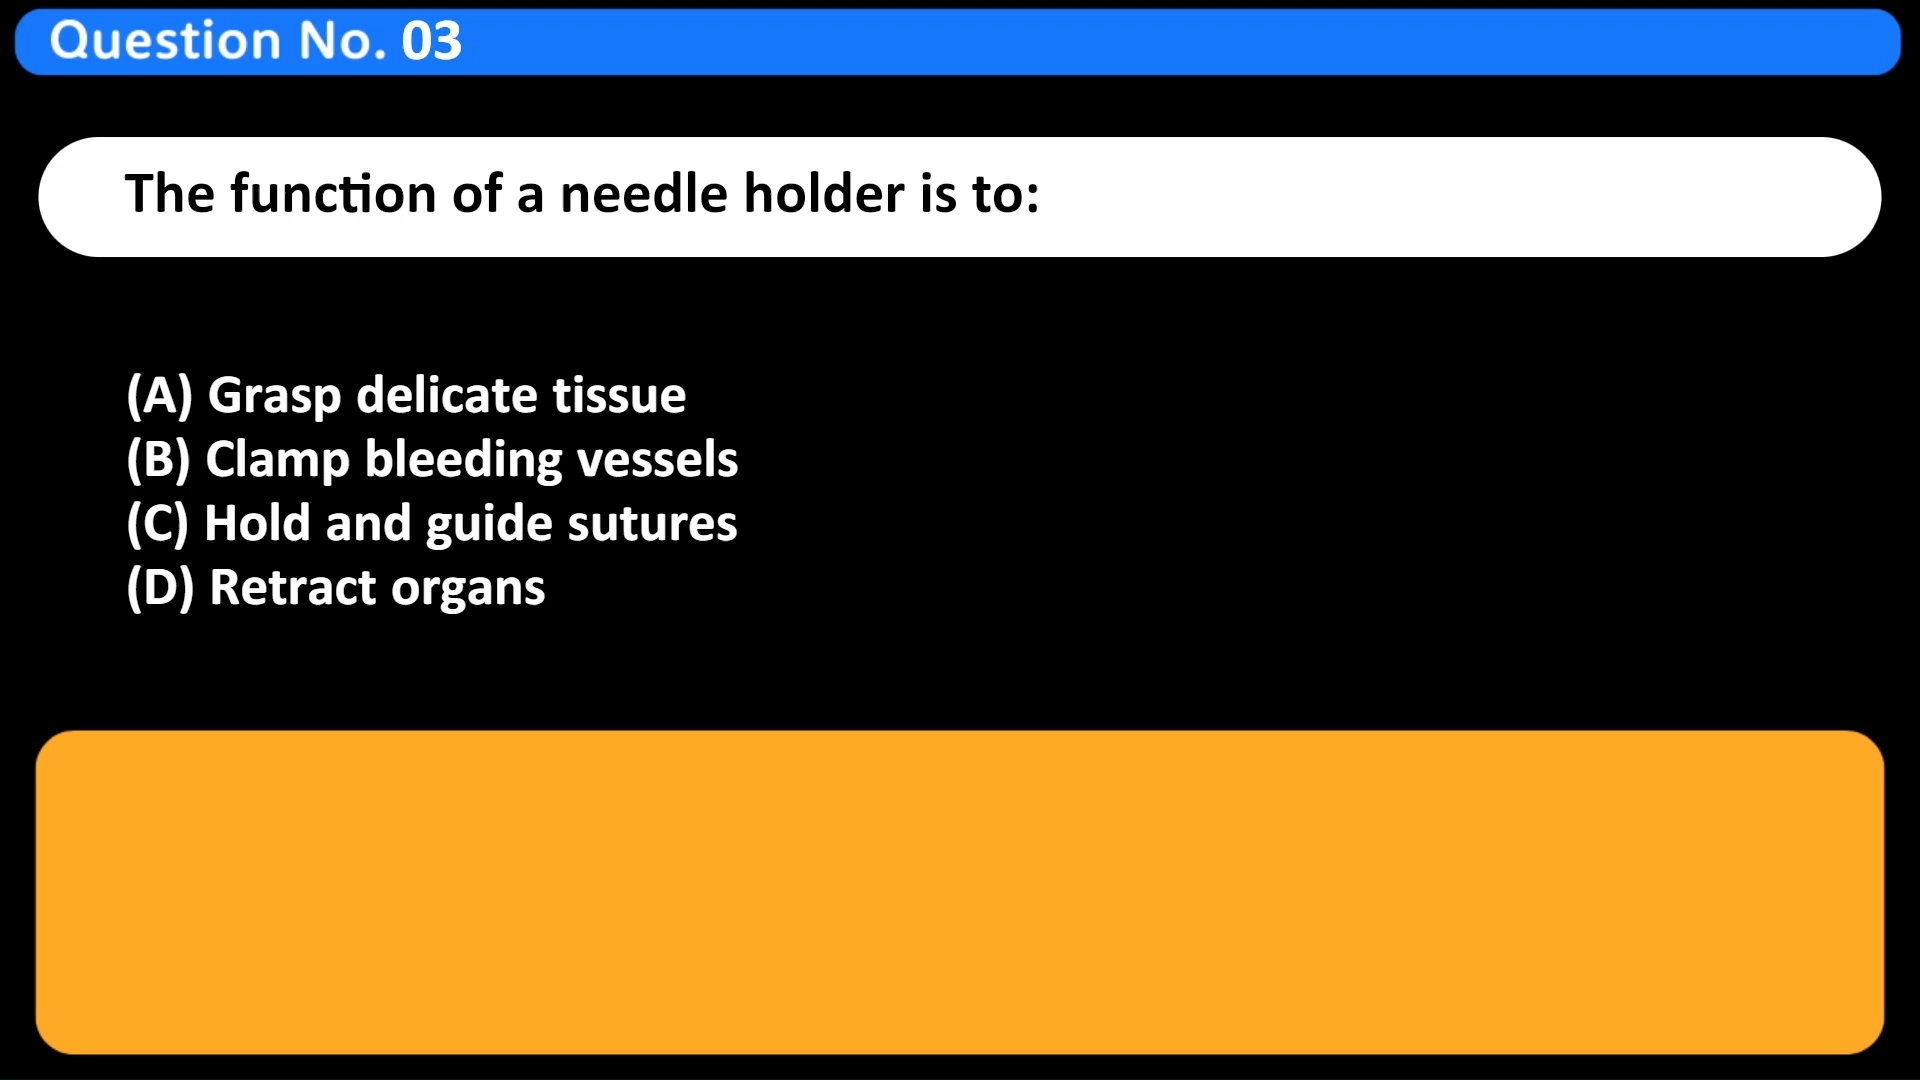 Question No. 03
The function of a needle holder is to:
(A) Grasp delicate tissue
(B) Clamp bleeding vessels
(C) Hold and guide sutures
(D) Retract organs